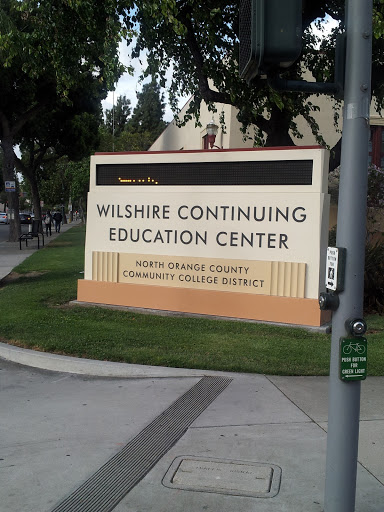 WILSHIRE CONTINUING
EDUCATION CENTER
NORTH ORANGE COUNTY
COMMUNITY COLLEGE DISTRICT
PUSH BUTTON
FOR
GREEN LIGHT